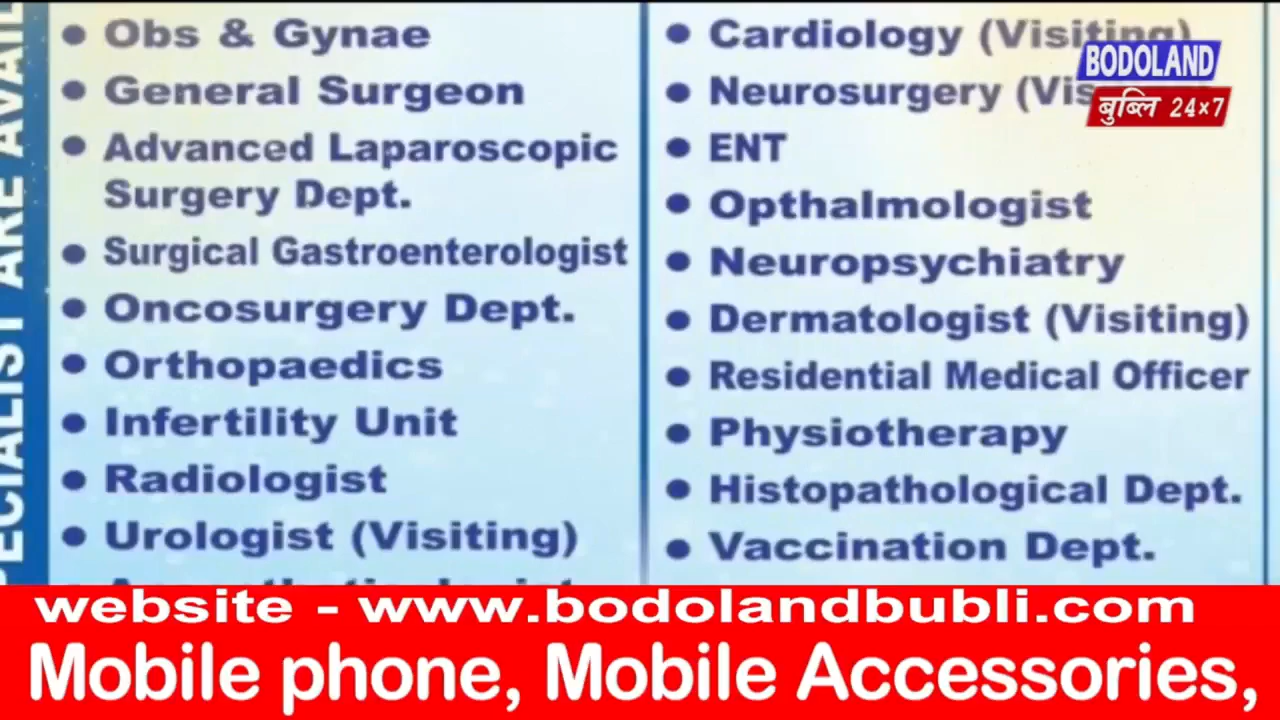 Obs & Gynae
General Surgeon
Advanced Laparoscopic
Surgery Dept.
Surgical Gastroenterologist
Oncosurgery Dept.
Orthopaedics
Infertility Unit
Radiologist
Urologist (Visiting)
Cardiology (Visiting)
Neurosurgery
ENT
Opthalmologist
Neuropsychiatry
Dermatologist (Visiting)
Residential Medical Officer
Physiotherapy
Histopathological Dept.
Vaccination Dept.
ARE
BODOLAND
बुब्लि 24×7
website - www.bodolandbubli.com
Mobile phone, Mobile Accessories,